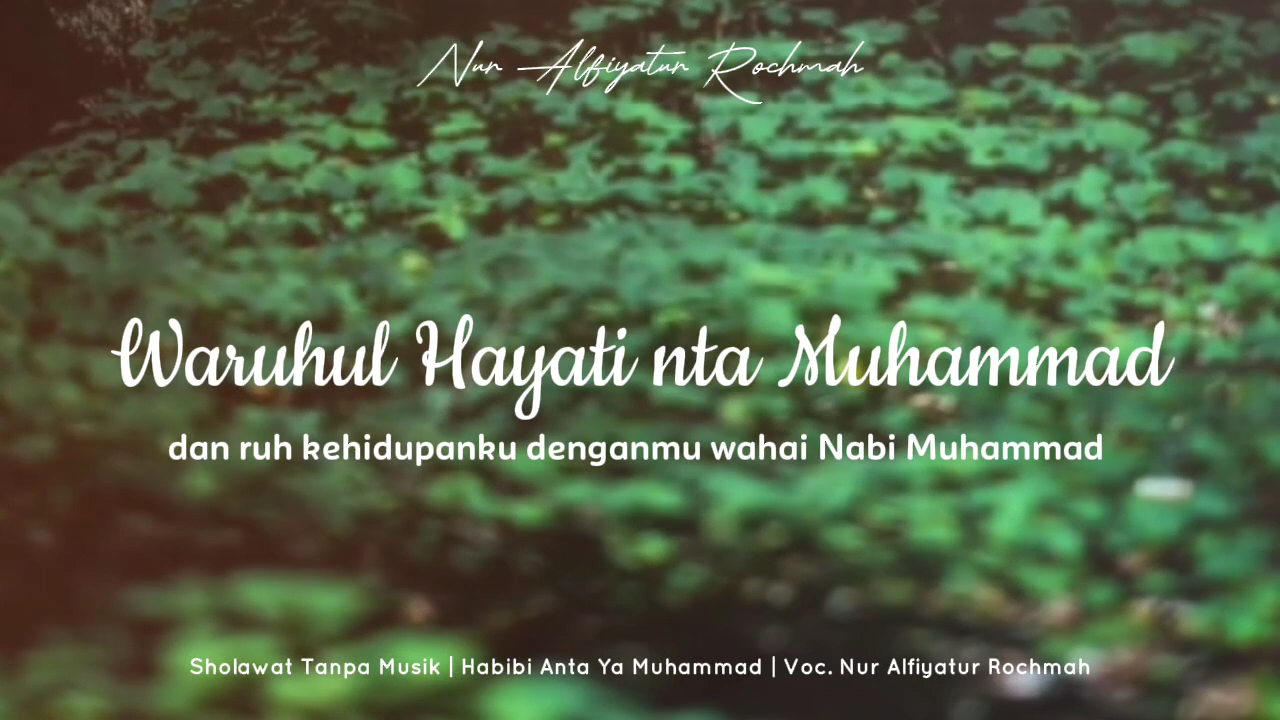 Nur Alfiyatur Rochmah
Waruhul Hayati nta Muhammad
dan ruh kehidupanku denganmu wahai Nabi Muhammad
Sholawat Tanpa Musik | Habibi Anta Ya Muhammad | Voc. Nur Alfiyatur Rochmah